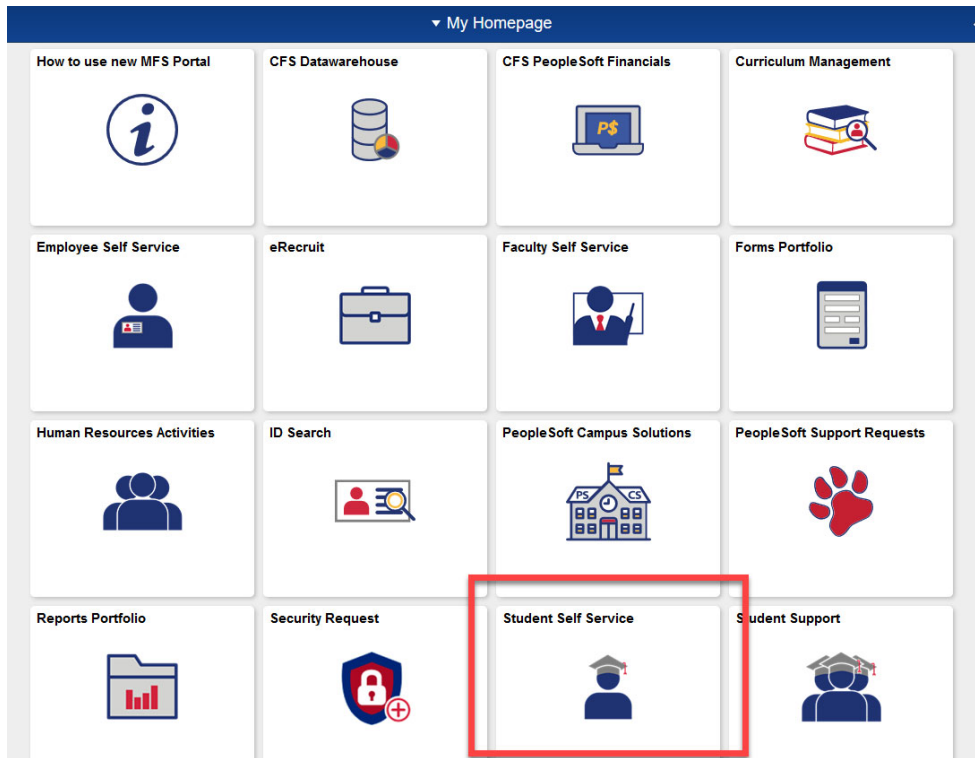 My Homepage
How to use new MFS Portal
CFS Datawarehouse
CFS PeopleSoft Financials
Curriculum Management
P$
Employee Self Service
eRecruit
Faculty Self Service
Forms Portfolio
Human Resources Activities
ID Search
PeopleSoft Campus Solutions
PeopleSoft Support Requests
PS CS
Reports Portfolio
Security Request
Student Self Service
Student Support